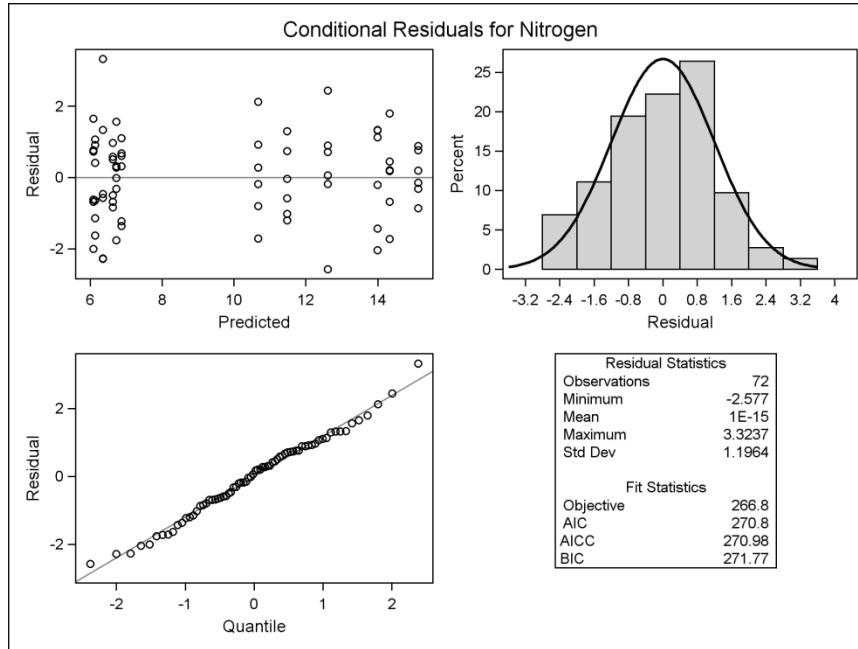 Conditional Residuals for Nitrogen
Residual
2
0
-2
6 8 10 12 14
Predicted
Percent
25
20
15
10
5
0
-3.2 -2.4 -1.6 -0.8 0 0.8 1.6 2.4 3.2 4
Residual
Residual
2
0
-2
-2 -1 0 1 2
Quantile
Residual Statistics
Observations 72
Minimum -2.577
Mean 1E-15
Maximum 3.3237
Std Dev 1.1964
Fit Statistics
Objective 266.8
AIC 270.8
AICC 270.98
BIC 271.77